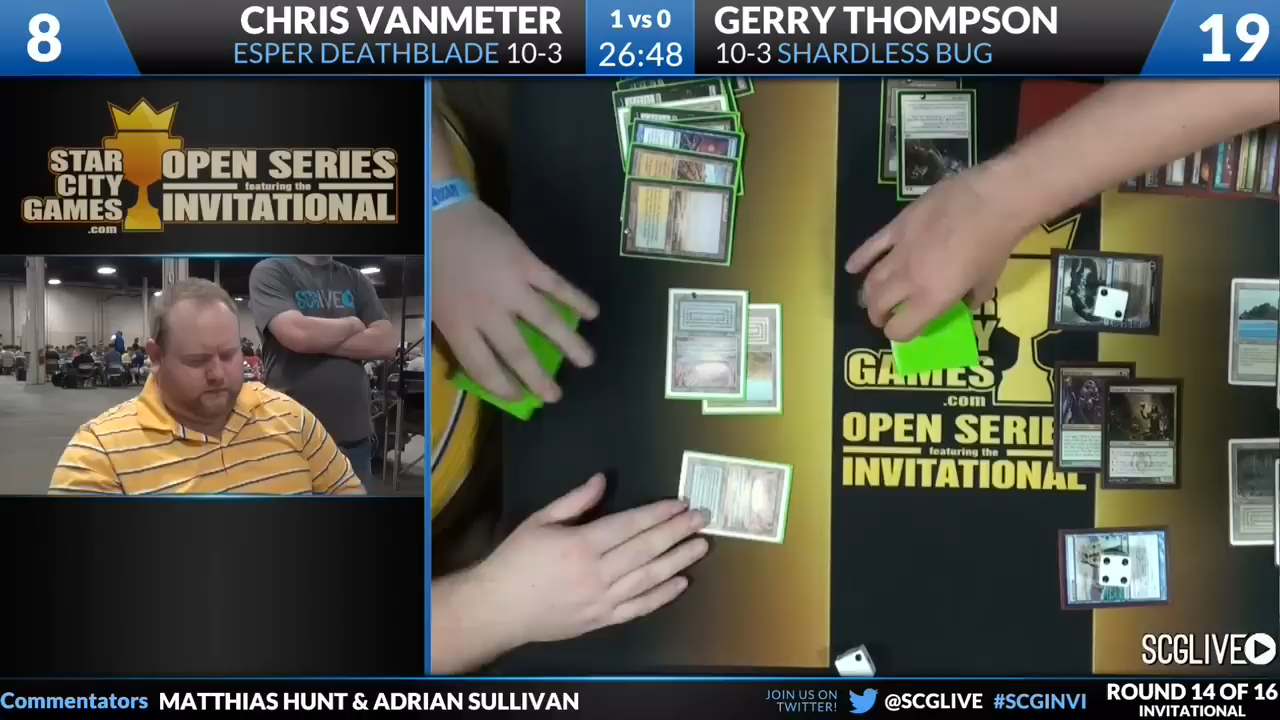 8
CHRIS VANMETER
ESPER DEATHBLADE 10-3
1 vs 0
26:48
GERRY THOMPSON
10-3 SHARDLESS BUG
19
STAR CITY GAMES .com
OPEN SERIES
featuring the
INVITATIONAL
SCGLIVE
GAMES
.com
OPEN SERIE
featuring the
INVITATIONAL
SCGLIVE
Commentators MATTHIAS HUNT & ADRIAN SULLIVAN
JOIN US ON TWITTER!
@SCGLIVE #SCGINVI
ROUND 14 OF 16
INVITATIONAL